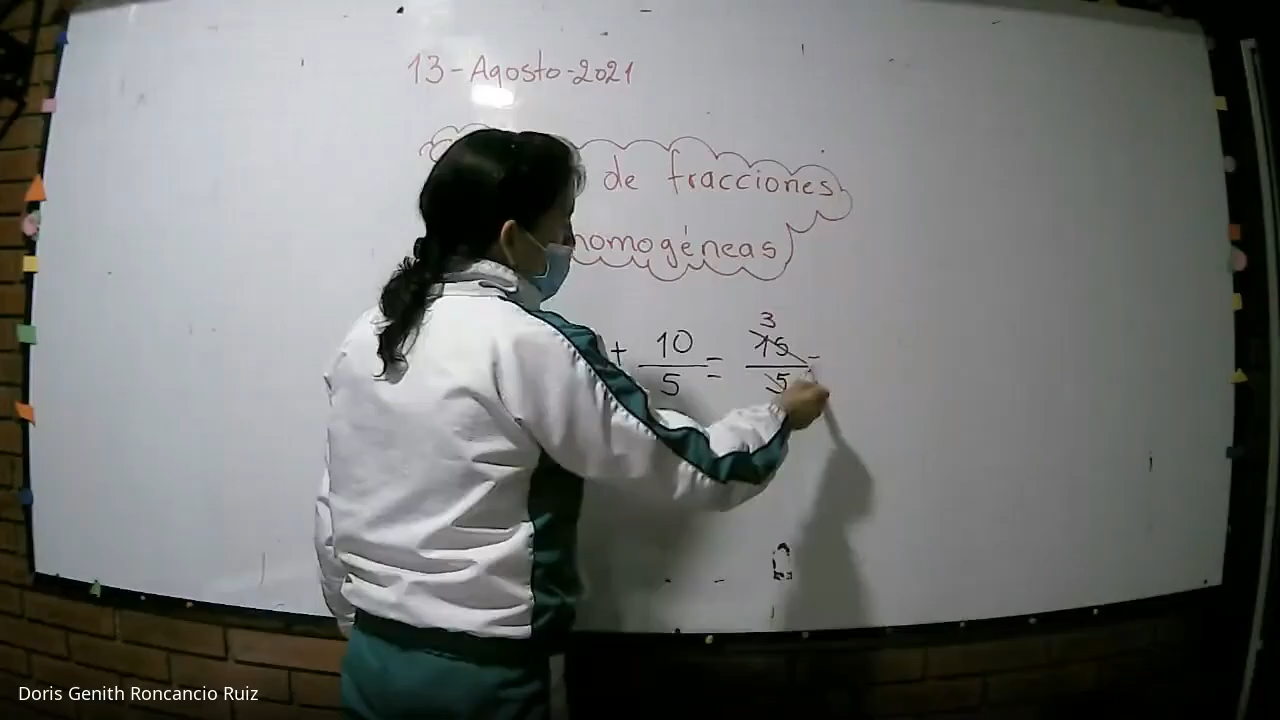 13-Agosto-2021
de fracciones
homogéneas
3
+ 10/5 = 15/5 =
Doris Genith Roncancio Ruiz